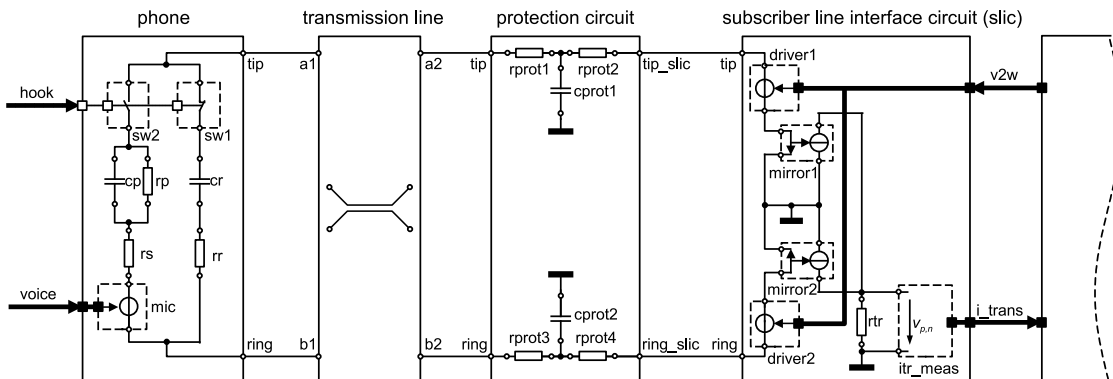 phone
transmission line
protection circuit
subscriber line interface circuit (slic)
tip
a1
a2
tip
rprot1
rprot2
tip_slic
tip
driver1
v2w
hook
cprot1
sw2
sw1
mirror1
cp
rp
cr
rs
rr
mirror2
voice
mic
cprot2
rtr
Vp,n
i_trans
ring
b1
b2
ring
rprot3
rprot4
ring_slic
ring
driver2
itr_meas